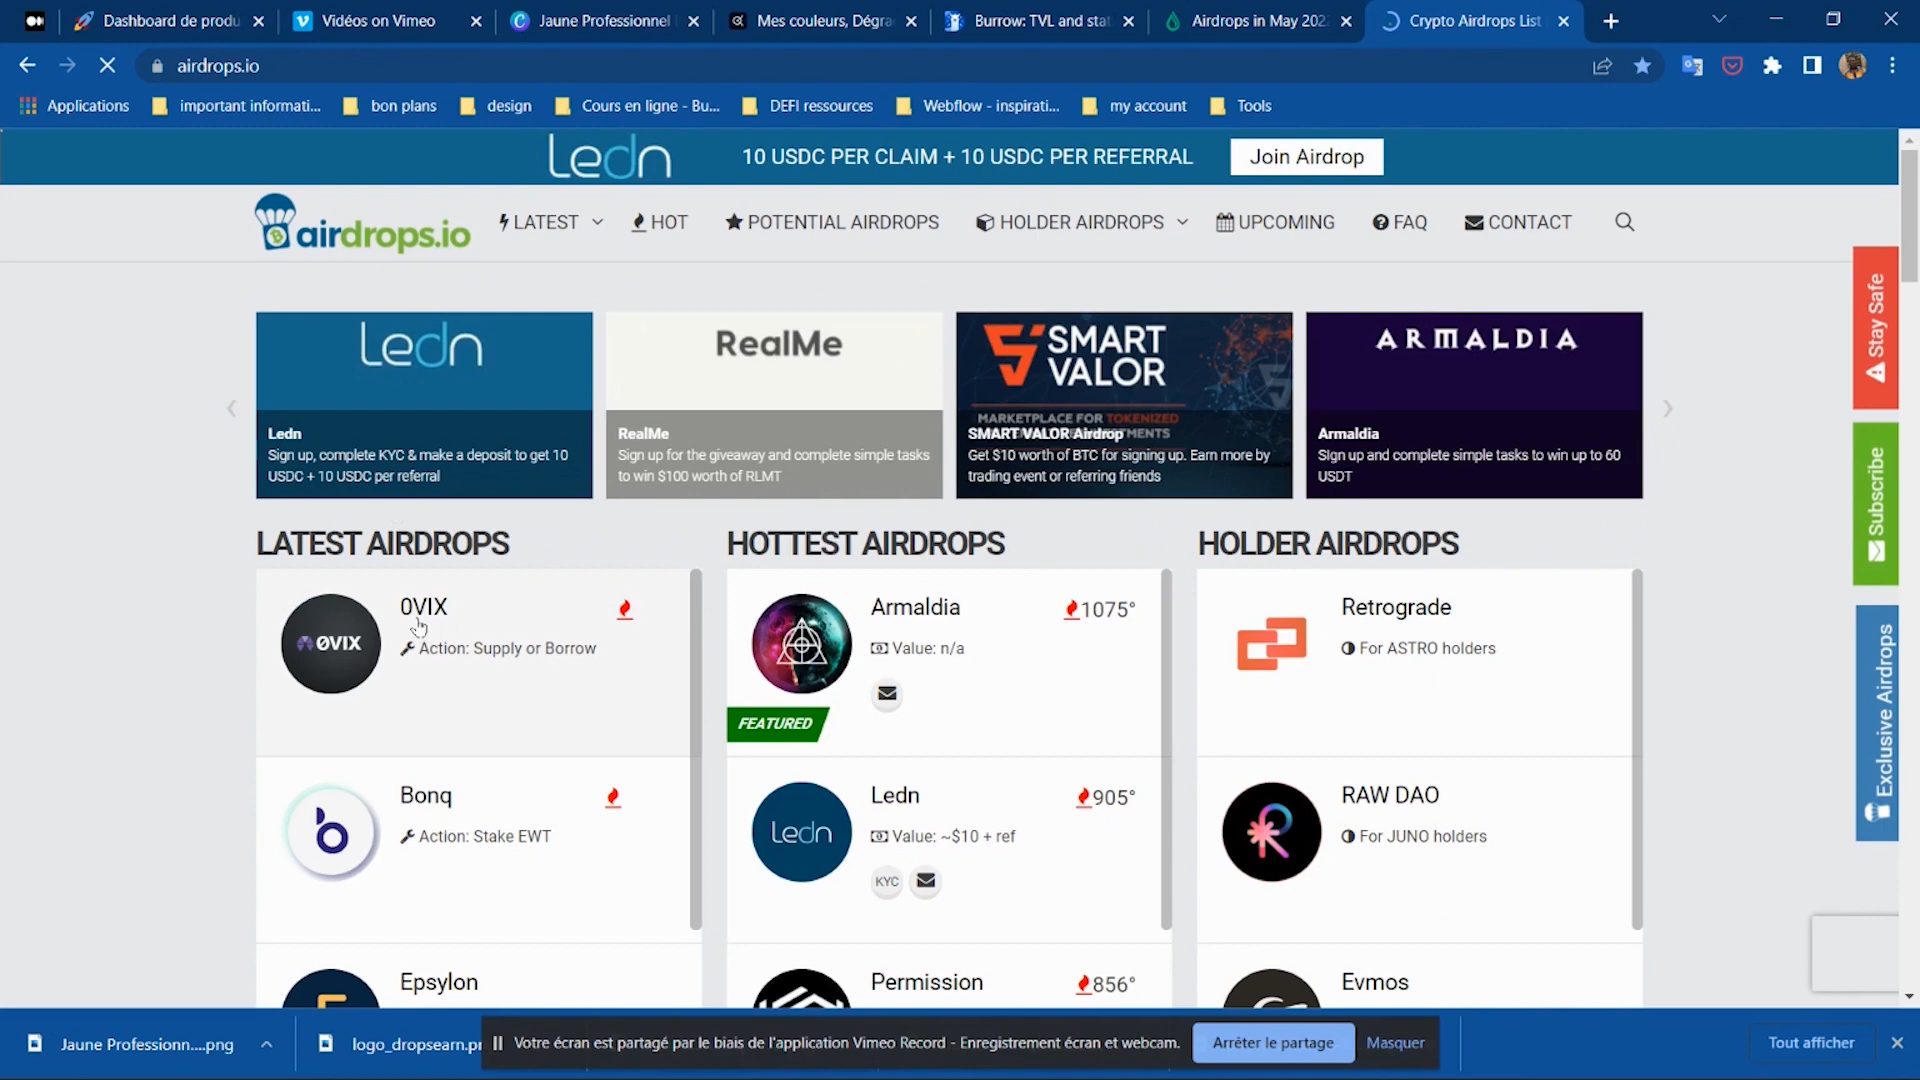 Dashboard de produ
Vidéos on Vimeo
Jaune Professionnel
Mes couleurs, Dégra
Burrow: TVL and stat
Airdrops in May 202
Crypto Airdrops List
airdrops.io
Applications
important informati...
bon plans
design
Cours en ligne - Bu...
DEFI ressources
Webflow - inspirati...
my account
Tools
Ledn
10 USDC PER CLAIM + 10 USDC PER REFERRAL
Join Airdrop
airdrops.io
LATEST
HOT
POTENTIAL AIRDROPS
HOLDER AIRDROPS
UPCOMING
FAQ
CONTACT
Ledn
Ledn
Sign up, complete KYC & make a deposit to get 10
USDC + 10 USDC per referral
RealMe
RealMe
Sign up for the giveaway and complete simple tasks
to win $100 worth of RLMT
SMART
VALOR
MARKETPLACE FOR TOKENIZED
SMART VALOR Airdrop
Get $10 worth of BTC for signing up. Earn more by
trading event or referring friends
ARMALDIA
Armaldia
SIgn up and complete simple tasks to win up to 60
USDT
Stay Safe
Subscribe
Exclusive Airdrops
LATEST AIRDROPS
0VIX
0VIX
Action: Supply or Borrow
Bonq
b
Action: Stake EWT
Epsylon
HOTTEST AIRDROPS
Armaldia
1075°
Value: n/a
FEATURED
Ledn
905°
Ledn
Value: ~$10 + ref
KYC
Permission
856°
HOLDER AIRDROPS
Retrograde
For ASTRO holders
RAW DAO
For JUNO holders
Evmos
Jaune Professionn....png
logo_dropsearn.pn
Votre écran est partagé par le biais de l'application Vimeo Record - Enregistrement écran et webcam.
Arrêter le partage
Masquer
Tout afficher